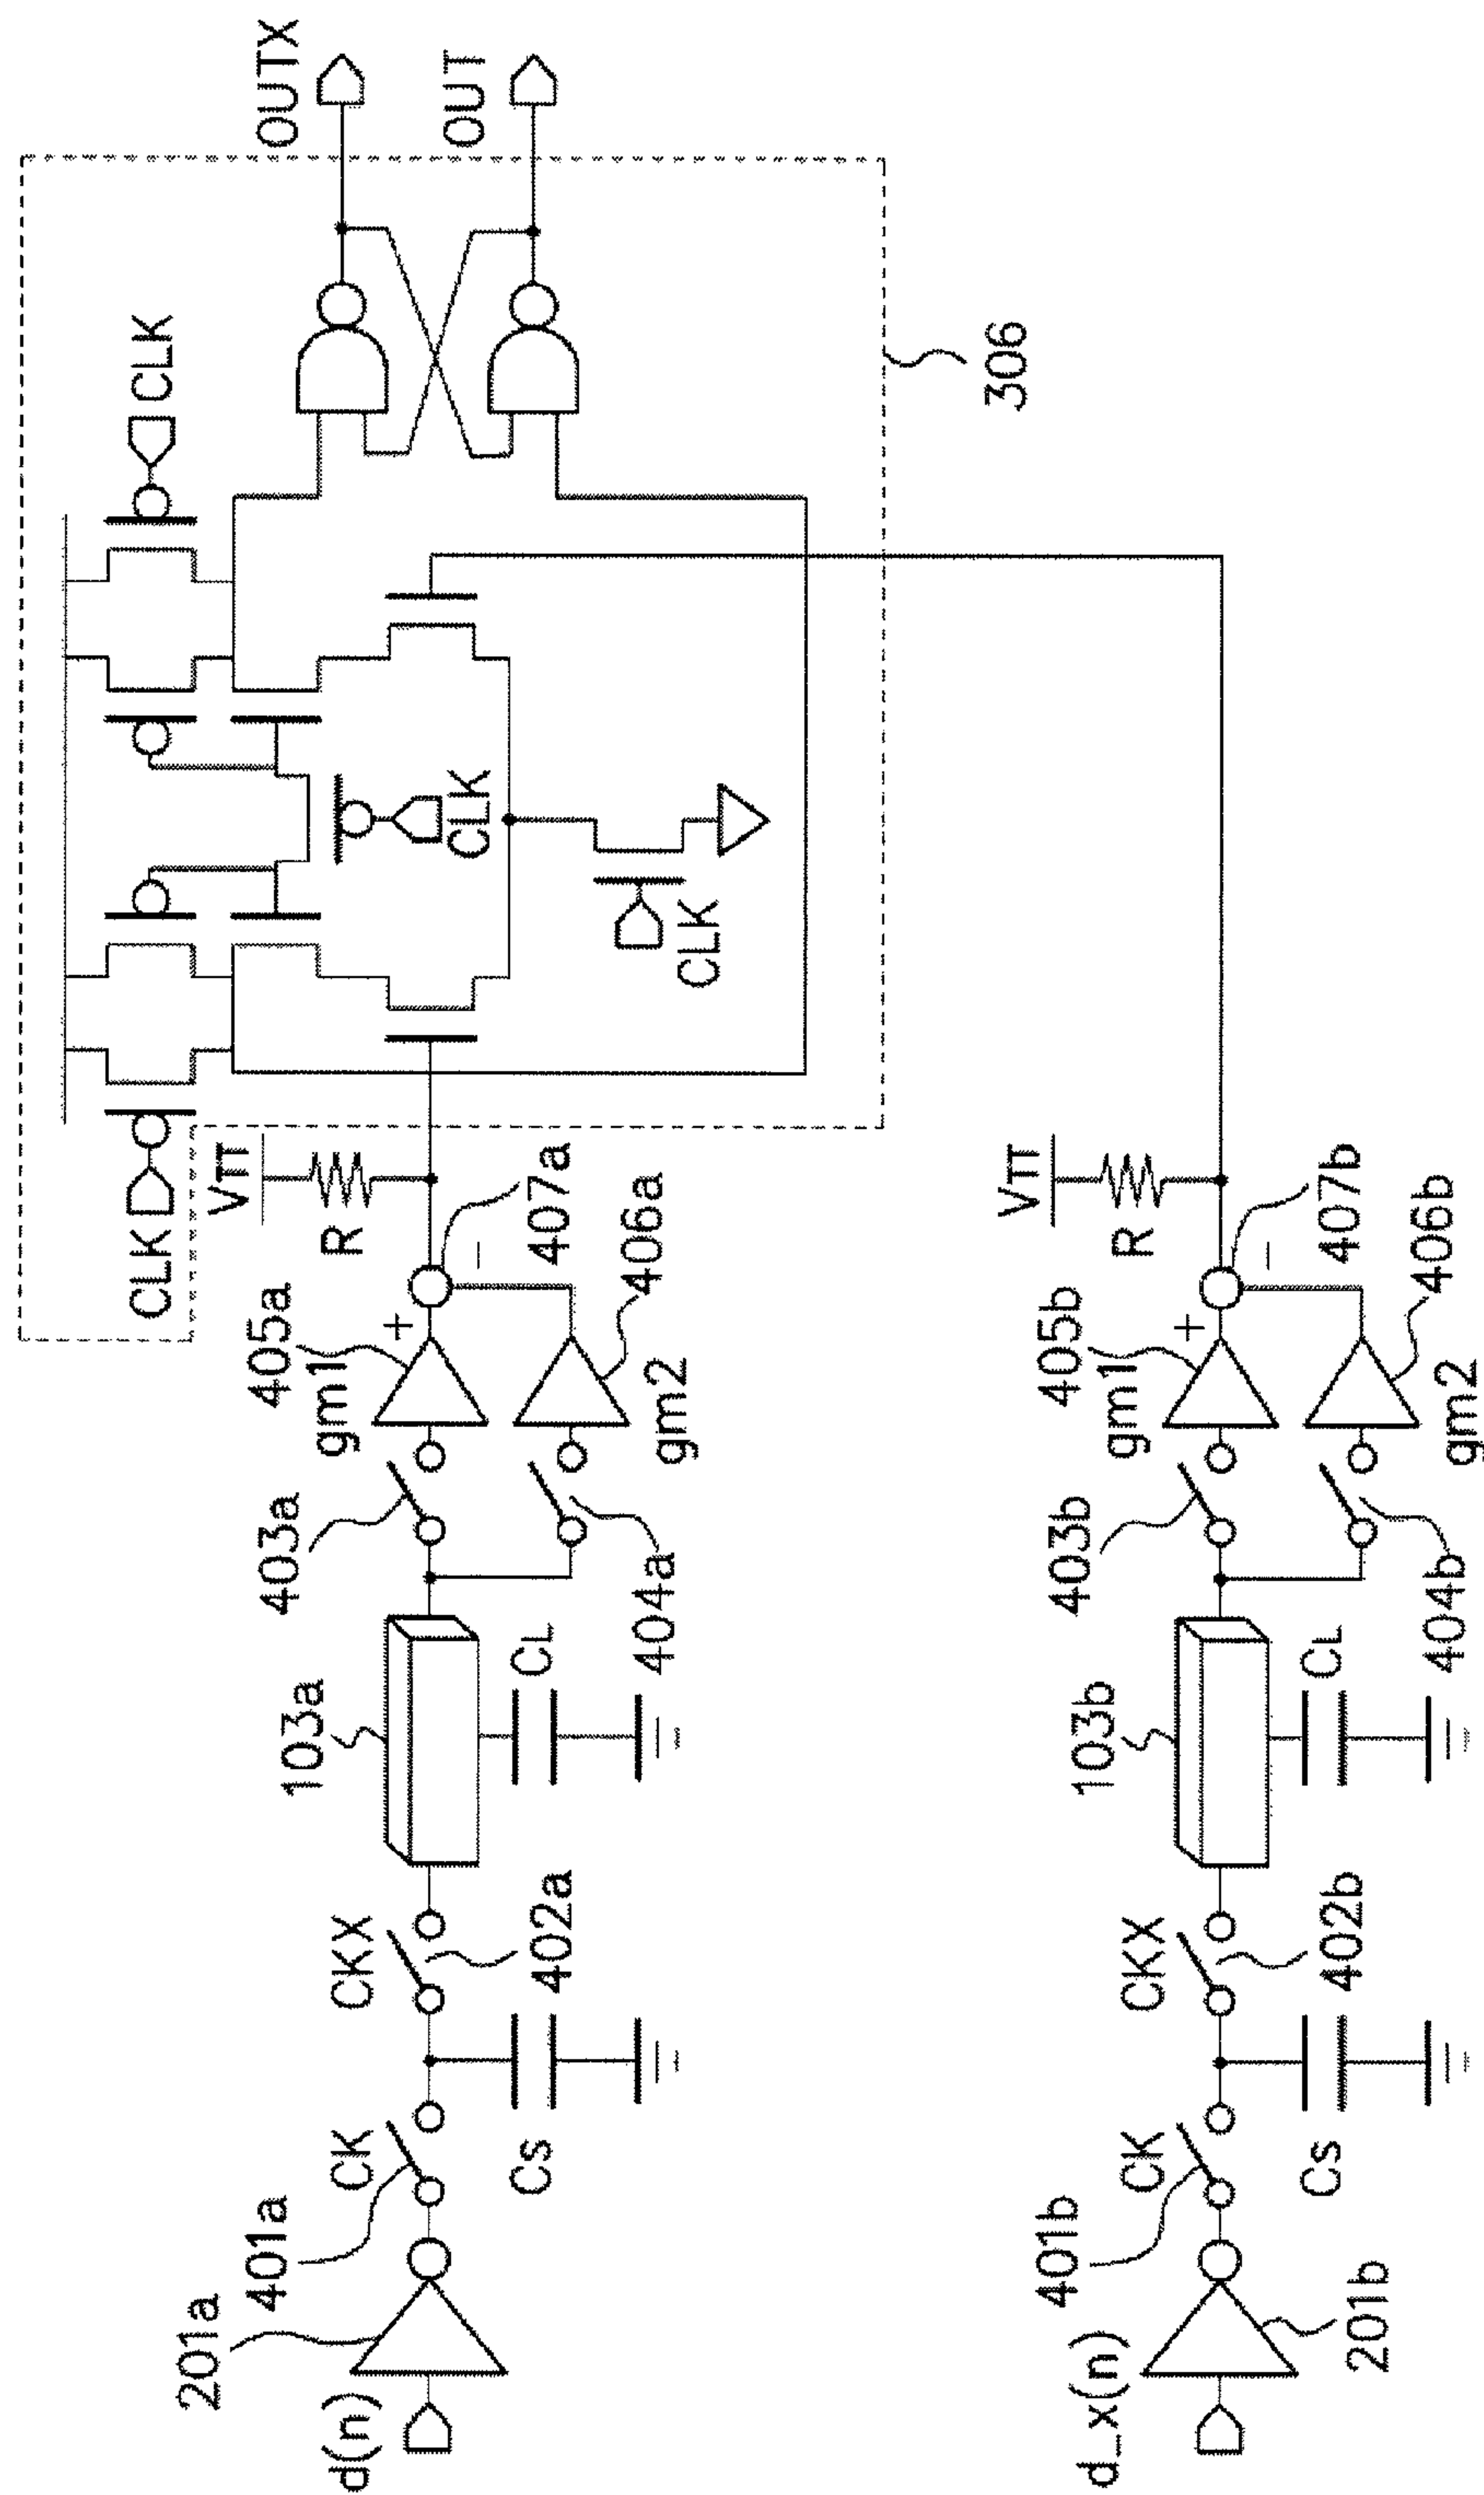 OUTX
OUT
CLK
306
CLK
CLK
CLK
VTT
R
407a
405a
gm1
+
−
406a
gm2
403a
404a
103a
CL
CKX
402a
CK
Cs
401a
201a
d(n)
VTT
R
407b
405b
gm1
+
−
406b
gm2
403b
404b
103b
CL
CKX
402b
CK
Cs
401b
201b
d_x(n)